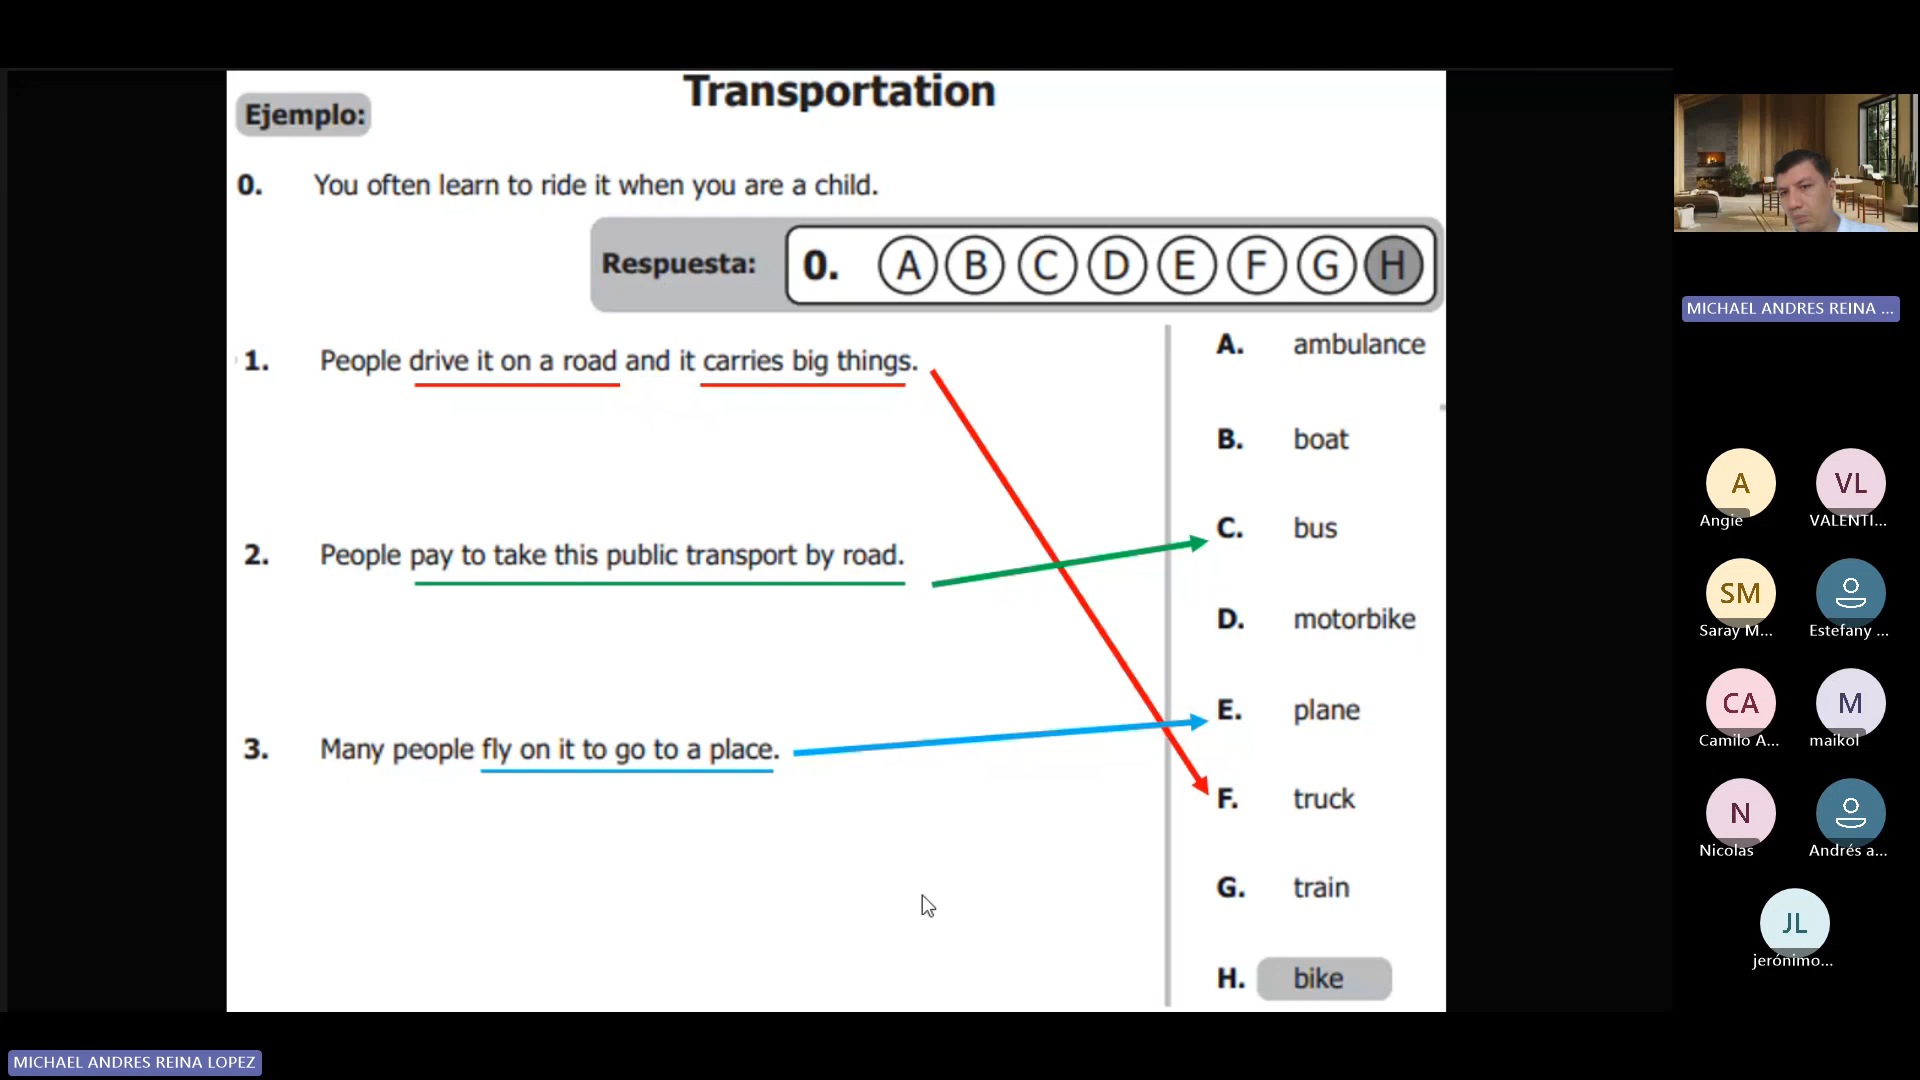 Transportation
Ejemplo:
0. You often learn to ride it when you are a child.
Respuesta: 0. A B C D E F G H
1. People drive it on a road and it carries big things.
2. People pay to take this public transport by road.
3. Many people fly on it to go to a place.
A. ambulance
B. boat
C. bus
D. motorbike
E. plane
F. truck
G. train
H. bike
MICHAEL ANDRES REINA ...
A VL
Angie VALENTI...
SM
Saray M... Estefany ...
CA M
Camilo A... maikol
N
Nicolas Andrés a...
JL
jerónimo...
MICHAEL ANDRES REINA LOPEZ